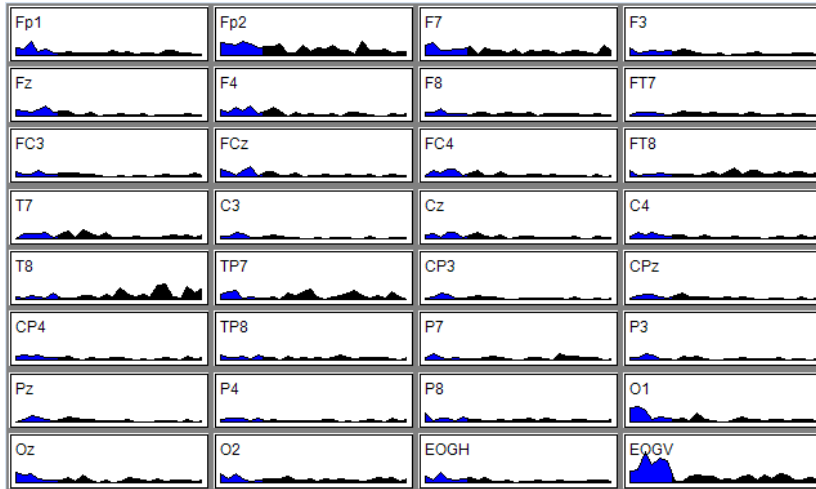 Fp1 Fp2 F7 F3
Fz F4 F8 FT7
FC3 FCz FC4 FT8
T7 C3 Cz C4
T8 TP7 CP3 CPz
CP4 TP8 P7 P3
Pz P4 P8 O1
Oz O2 EOGH EOGV